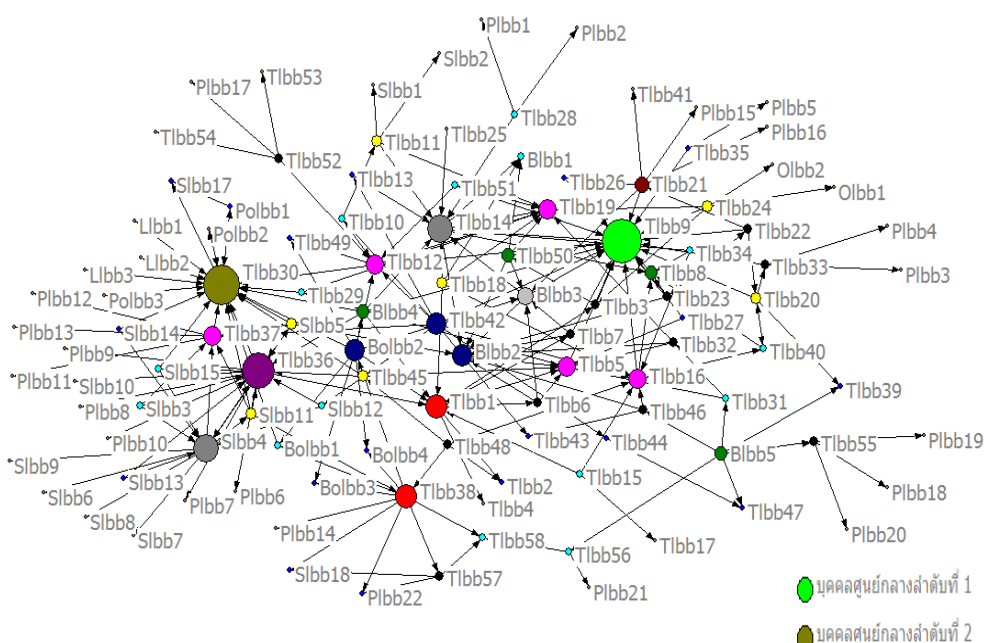 Plbb1
Plbb2
Slbb2
Tlbb53
Plbb17
Slbb1
Tlbb41
Plbb5
Plbb15
Tlbb28
Plbb16
Tlbb54
Tlbb11
Tlbb25
Tlbb52
Blbb1
Tlbb35
Olbb2
Tlbb13
Tlbb51
Tlbb26
Tlbb21
Olbb1
Slbb17
Tlbb24
Polbb1
Tlbb10
Tlbb14
Tlbb19
Tlbb9
Tlbb22
Plbb4
Llbb1
Polbb2
Tlbb49
Tlbb34
Llbb2
Tlbb12
Tlbb50
Tlbb33
Llbb3
Tlbb30
Tlbb8
Plbb3
Tlbb18
Polbb3
Tlbb29
Blbb3
Tlbb3
Tlbb23
Tlbb20
Plbb12
Blbb4
Slbb5
Tlbb42
Tlbb27
Plbb13
Slbb14
Tlbb37
Tlbb7
Tlbb32
Plbb9
Tlbb36
Bolbb2
Blbb2
Tlbb40
Slbb15
Tlbb5
Plbb11
Slbb10
Tlbb45
Tlbb16
Tlbb39
Plbb8
Slbb3
Slbb12
Tlbb1
Tlbb6
Tlbb31
Slbb11
Tlbb46
Plbb10
Slbb4
Bolbb1
Bolbb4
Tlbb48
Tlbb43
Tlbb44
Blbb5
Tlbb55
Plbb19
Slbb9
Slbb13
Bolbb3
Tlbb38
Tlbb2
Tlbb15
Slbb6
Plbb7
Plbb6
Tlbb4
Tlbb47
Plbb18
Slbb8
Plbb14
Slbb7
Tlbb58
Tlbb17
Plbb20
Tlbb56
Slbb18
Tlbb57
Plbb22
Plbb21
บุคคลศูนย์กลางลำดับที่ 1
บุคคลศูนย์กลางลำดับที่ 2